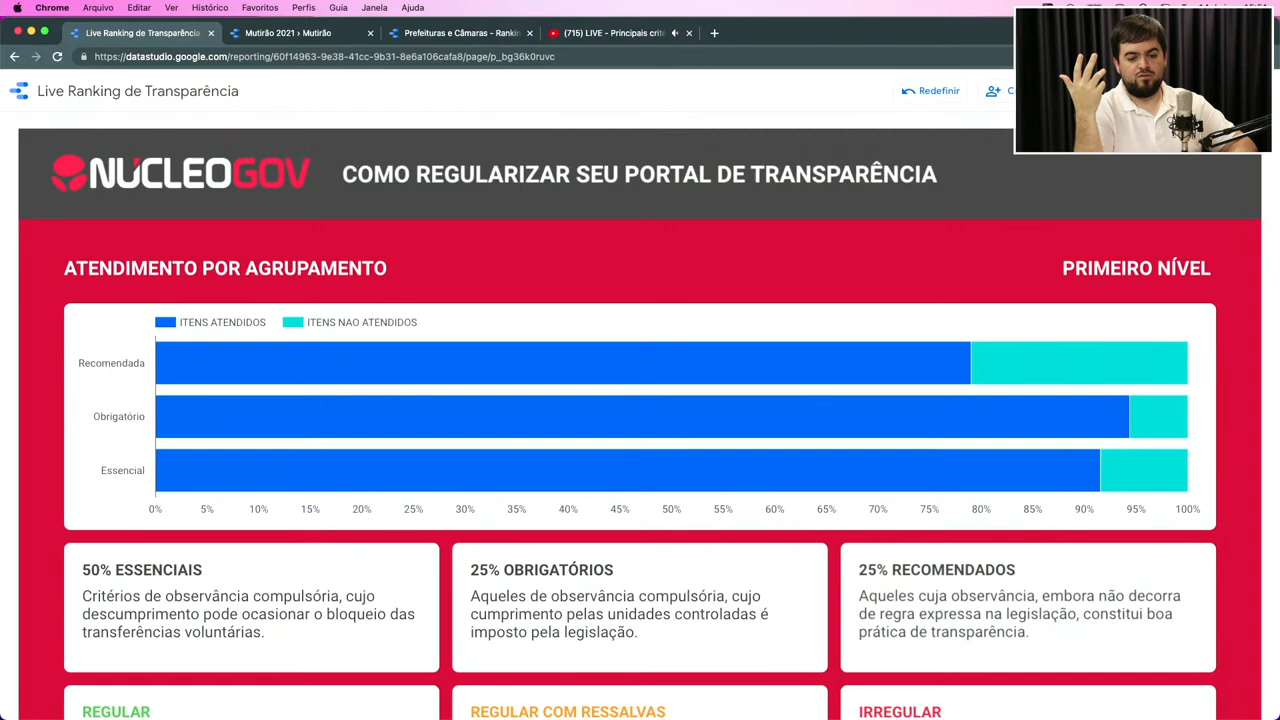 Chrome Arquivo Editar Ver Histórico Favoritos Perfis Guia Janela Ajuda
Live Ranking de Transparência
Mutirão 2021 › Mutirão
Prefeituras e Câmaras - Rankin
(715) LIVE - Principais crité
https://datastudio.google.com/reporting/60f14963-9e38-41cc-9b31-8e6a106cafa8/page/p_bg36k0ruvc
Live Ranking de Transparência
Redefinir
C
NÚCLEOGOV
COMO REGULARIZAR SEU PORTAL DE TRANSPARÊNCIA
ATENDIMENTO POR AGRUPAMENTO
PRIMEIRO NÍVEL
ITENS ATENDIDOS
ITENS NAO ATENDIDOS
Recomendada
Obrigatório
Essencial
0% 5% 10% 15% 20% 25% 30% 35% 40% 45% 50% 55% 60% 65% 70% 75% 80% 85% 90% 95% 100%
50% ESSENCIAIS
Critérios de observância compulsória, cujo
descumprimento pode ocasionar o bloqueio das
transferências voluntárias.
25% OBRIGATÓRIOS
Aqueles de observância compulsória, cujo
cumprimento pelas unidades controladas é
imposto pela legislação.
25% RECOMENDADOS
Aqueles cuja observância, embora não decorra
de regra expressa na legislação, constitui boa
prática de transparência.
REGULAR
REGULAR COM RESSALVAS
IRREGULAR